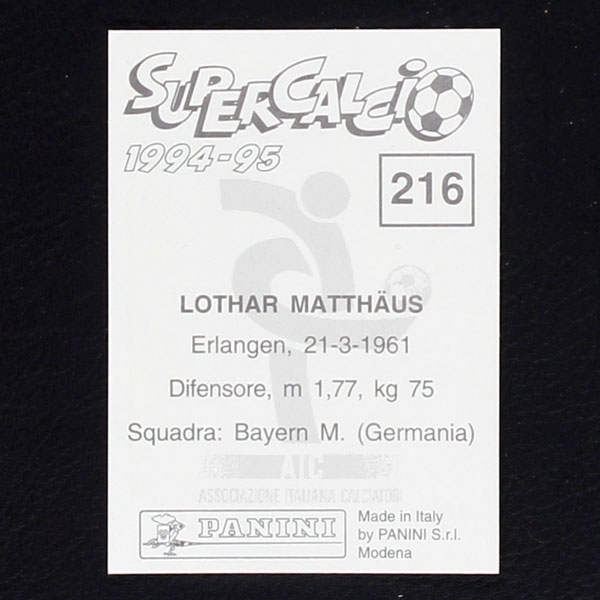 SUPERCALCIO
1994-95
216
LOTHAR MATTHÄUS
Erlangen, 21-3-1961
Difensore, m 1,77, kg 75
Squadra: Bayern M. (Germania)
AIC
ASSOCIAZIONE ITALIANA CALCIATORI
PANINI
Made in Italy
by PANINI S.r.l.
Modena